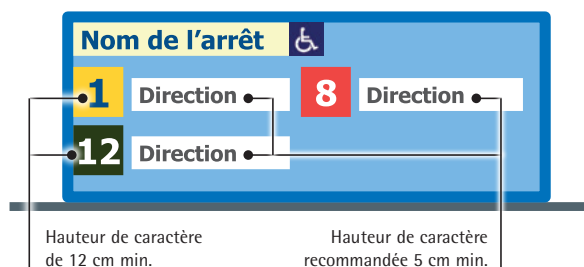 Nom de l'arrêt
1 Direction 8 Direction
12 Direction
Hauteur de caractère
de 12 cm min.
Hauteur de caractère
recommandée 5 cm min.